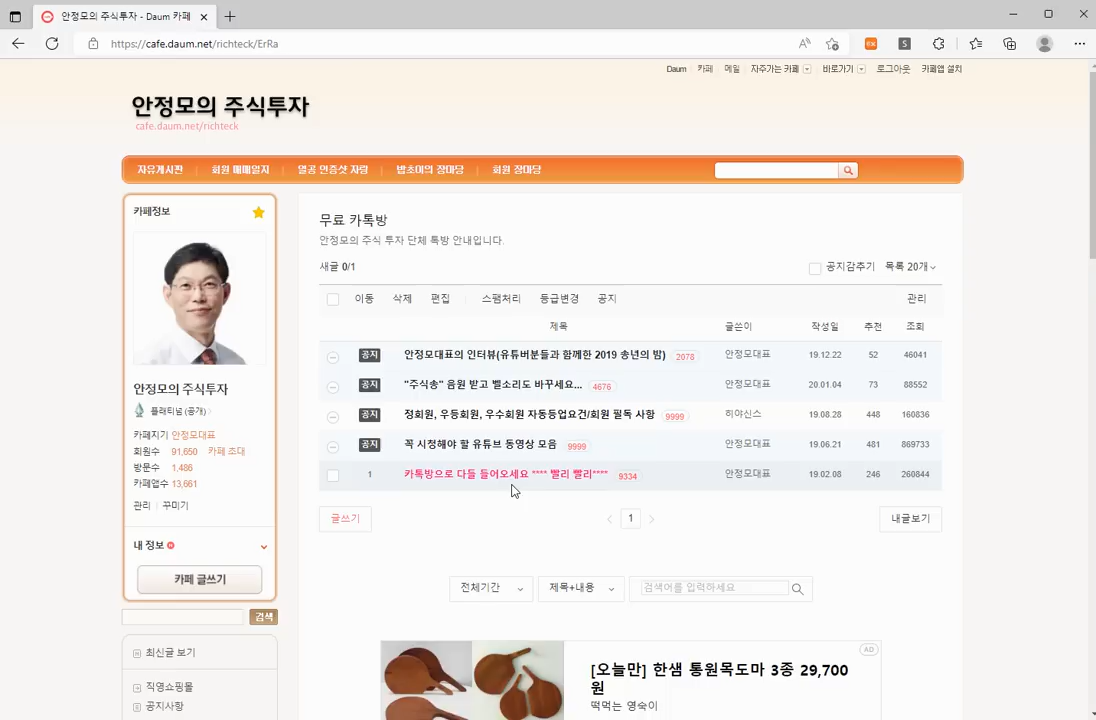 안정모의 주식투자 - Daum 카페
https://cafe.daum.net/richteck/ErRa
Daum 카페 메일 자주가는 카페 바로가기 로그아웃 카페앱 설치
안정모의 주식투자
cafe.daum.net/richteck
자유게시판 회원 매매일지 열공 인증샷 자랑 밥초미의 장마당 회원 장마당
카페정보
안정모의 주식투자
플래티넘 (공개)
카페지기 안정모대표
회원수 91,650 카페 초대
방문수 1,486
카페앱수 13,661
관리 꾸미기
내 정보
카페 글쓰기
검색
최신글 보기
직영쇼핑몰
공지사항
무료 카톡방
안정모의 주식 투자 단체 톡방 안내입니다.
새글 0/1
공지감추기 목록 20개
이동 삭제 편집 스팸처리 등급변경 공지 관리
제목 글쓴이 작성일 추천 조회
공지 안정모대표의 인터뷰(유튜버분들과 함께한 2019 송년의 밤) 2078 안정모대표 19.12.22 52 46041
공지 "주식송" 음원 받고 벨소리도 바꾸세요... 4676 안정모대표 20.01.04 73 88552
공지 정회원, 우등회원, 우수회원 자동등업요건/회원 필독 사항 9999 히야신스 19.08.28 448 160836
공지 꼭 시청해야 할 유튜브 동영상 모음 9999 안정모대표 19.06.21 481 869733
1 카톡방으로 다들 들어오세요 **** 빨리 빨리**** 9334 안정모대표 19.02.08 246 260844
글쓰기 1 내글보기
전체기간 제목+내용 검색어를 입력하세요
AD
[오늘만] 한샘 통원목도마 3종 29,700
원
떡먹는 영숙이